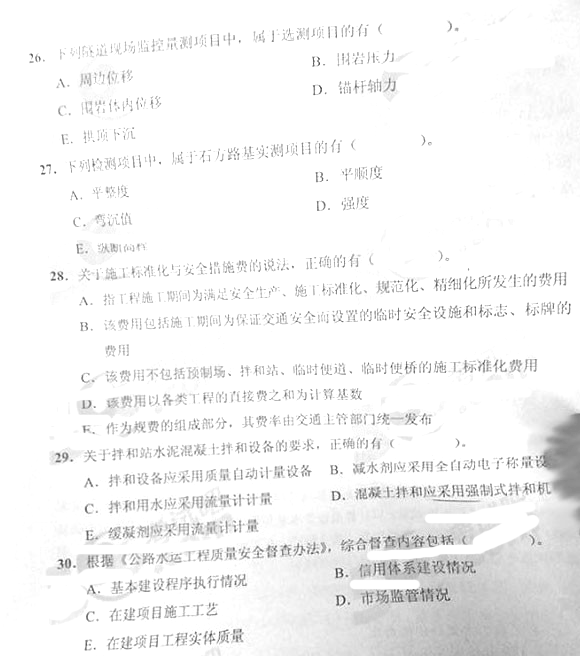 26. 下列隧道现场监控量测项目中，属于选测项目的有（　　）。
A. 周边位移　　B. 围岩压力
C. 围岩体内位移　　D. 锚杆轴力
E. 拱顶下沉
27. 下列检测项目中，属于石方路基实测项目的有（　　）。
A. 平整度　　B. 平顺度
C. 弯沉值　　D. 强度
E. 纵断高程
28. 关于施工标准化与安全措施费的说法，正确的有（　　）。
A. 指工程施工期间为满足安全生产、施工标准化、规范化、精细化所发生的费用
B. 该费用包括施工期间为保证交通安全而设置的临时安全设施和标志、标牌的
费用
C. 该费用不包括预制场、拌和站、临时便道、临时便桥的施工标准化费用
D. 该费用以各类工程的直接费之和为计算基数
E. 作为规费的组成部分，其费率由交通主管部门统一发布
29. 关于拌和站水泥混凝土拌和设备的要求，正确的有（　　）。
A. 拌和设备应采用质量自动计量设备　　B. 减水剂应采用全自动电子称量设
C. 拌和用水应采用流量计计量　　D. 混凝土拌和应采用强制式拌和机
E. 缓凝剂应采用流量计计量
30. 根据《公路水运工程质量安全督查办法》，综合督查内容包括（　　）。
A. 基本建设程序执行情况　　B. 信用体系建设情况
C. 在建项目施工工艺　　D. 市场监管情况
E. 在建项目工程实体质量